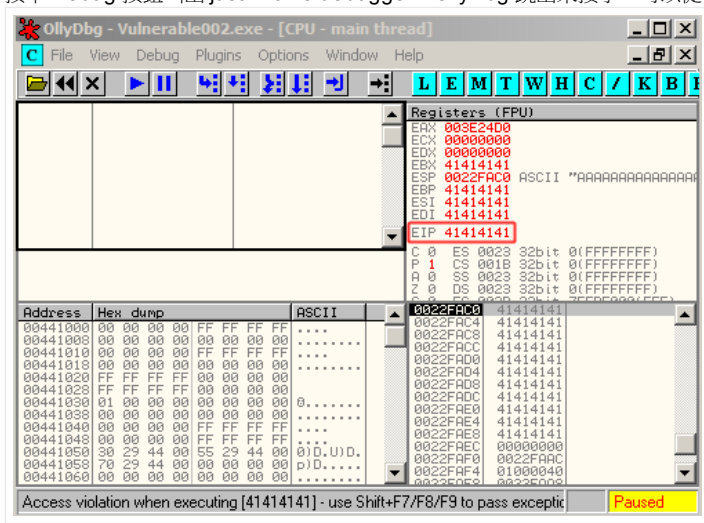 OllyDbg - Vulnerable002.exe - [CPU - main thread]
C File View Debug Plugins Options Window Help
L E M T W H C / K B
Registers (FPU)
EAX 003E24D0
ECX 00000000
EDX 00000000
EBX 41414141
ESP 0022FAC0 ASCII "AAAAAAAAAAAAAAA
EBP 41414141
ESI 41414141
EDI 41414141
EIP 41414141
C 0 ES 0023 32bit 0(FFFFFFFF)
P 1 CS 001B 32bit 0(FFFFFFFF)
A 0 SS 0023 32bit 0(FFFFFFFF)
Z 0 DS 0023 32bit 0(FFFFFFFF)
Address Hex dump ASCII
00441000 00 00 00 00 FF FF FF FF ....
00441008 00 00 00 00 00 00 00 00 ........
00441010 00 00 00 00 FF FF FF FF ....
00441018 00 00 00 00 00 00 00 00 ........
00441020 FF FF FF FF 00 00 00 00 ....
00441028 FF FF FF FF 00 00 00 00 ....
00441030 01 00 00 00 00 00 00 00 0.......
00441038 00 00 00 00 00 00 00 00 ........
00441040 00 00 00 00 FF FF FF FF ....
00441048 00 00 00 00 FF FF FF FF ....
00441050 30 29 44 00 55 29 44 00 0)D.U)D.
00441058 70 29 44 00 00 00 00 00 p)D.....
00441060 00 00 00 00 00 00 00 00 ........
0022FAC0 41414141
0022FAC4 41414141
0022FAC8 41414141
0022FACC 41414141
0022FAD0 41414141
0022FAD4 41414141
0022FAD8 41414141
0022FADC 41414141
0022FAE0 41414141
0022FAE4 41414141
0022FAE8 41414141
0022FAEC 00000000
0022FAF0 0022FAAC
0022FAF4 01000040
Access violation when executing [41414141] - use Shift+F7/F8/F9 to pass exceptic
Paused